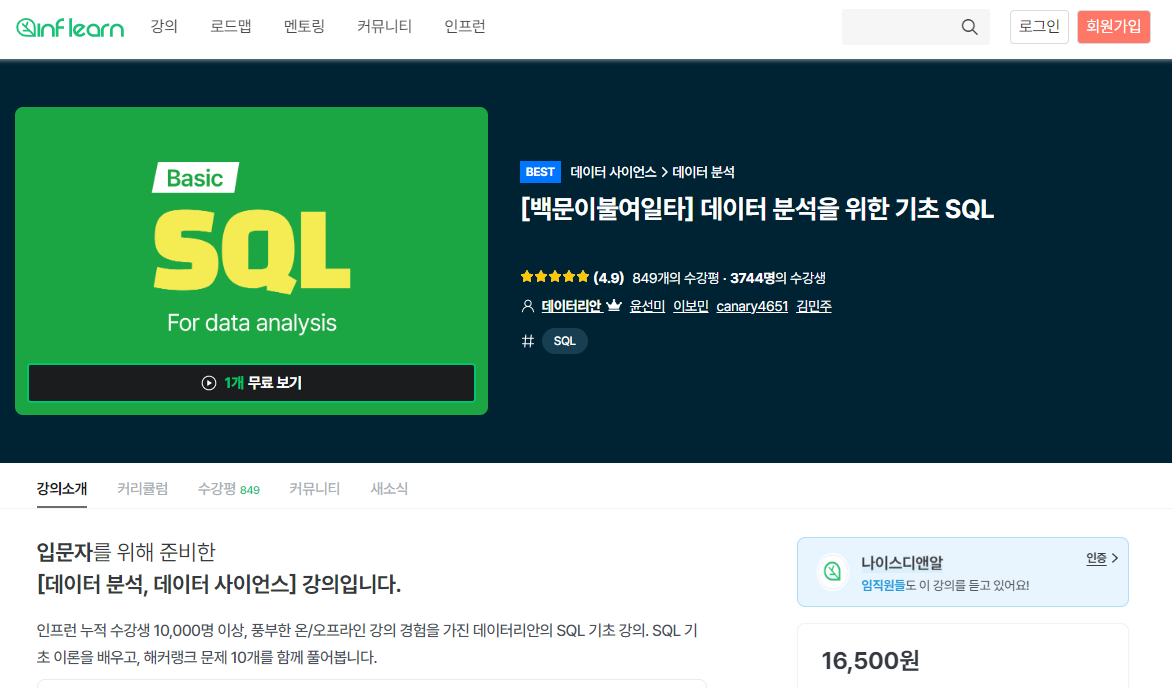 inflearn
강의 로드맵 멘토링 커뮤니티 인프런
로그인 회원가입
Basic
SQL
For data analysis
1개 무료 보기
BEST 데이터 사이언스 > 데이터 분석
[백문이불여일타] 데이터 분석을 위한 기초 SQL
(4.9) 849개의 수강평 · 3744명의 수강생
데이터리안 윤선미 이보민 canary4651 김민주
# SQL
강의소개 커리큘럼 수강평 849 커뮤니티 새소식
입문자를 위해 준비한
[데이터 분석, 데이터 사이언스] 강의입니다.
인프런 누적 수강생 10,000명 이상, 풍부한 온/오프라인 강의 경험을 가진 데이터리안의 SQL 기초 강의. SQL 기
초 이론을 배우고, 해커랭크 문제 10개를 함께 풀어봅니다.
나이스디앤알
인증 >
임직원들도 이 강의를 듣고 있어요!
16,500원